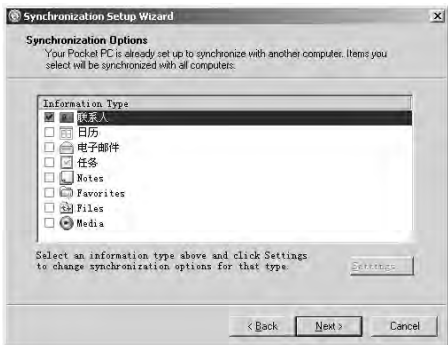 Synchronization Setup Wizard
Synchronization Options
Your Pocket PC is already set up to synchronize with another computer. Items you
select will be synchronized with all computers.
Information Type
联系人
日历
电子邮件
任务
Notes
Favorites
Files
Media
Select an information type above and click Settings
to change synchronization options for that type.
Settings...
< Back
Next >
Cancel